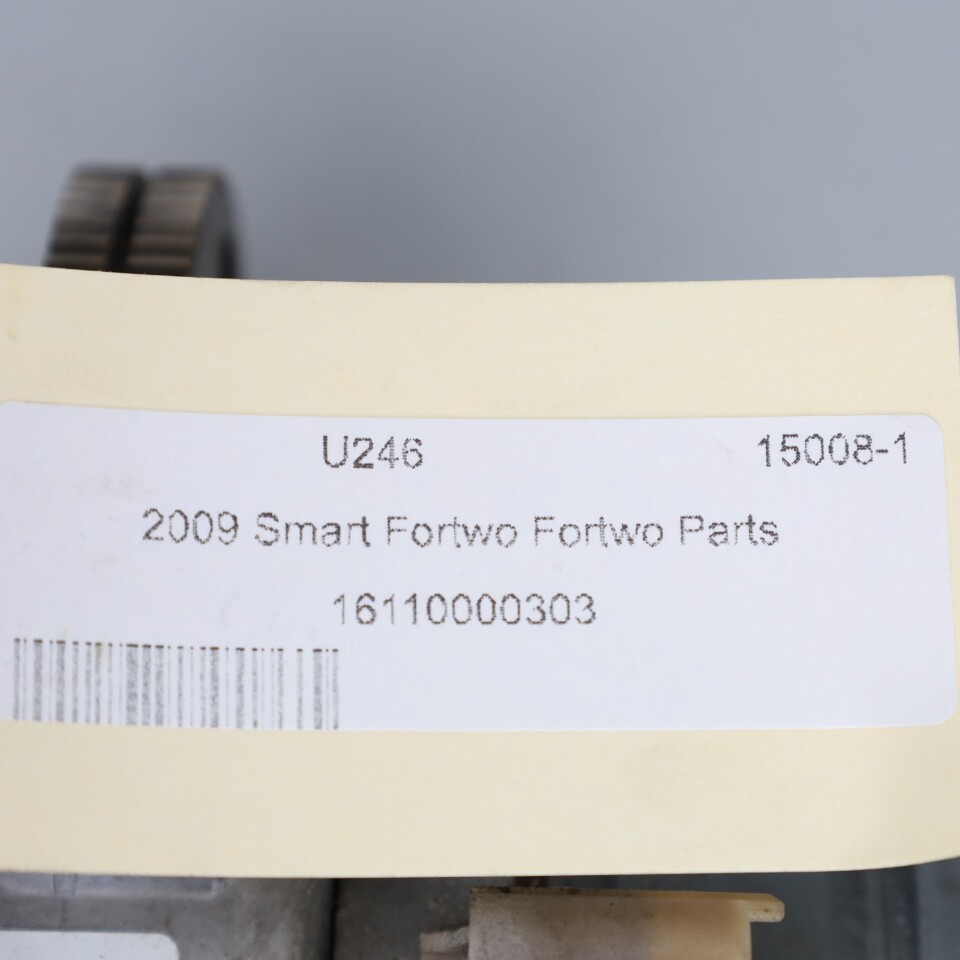 U246 15008-1
2009 Smart Fortwo Fortwo Parts
16110000303